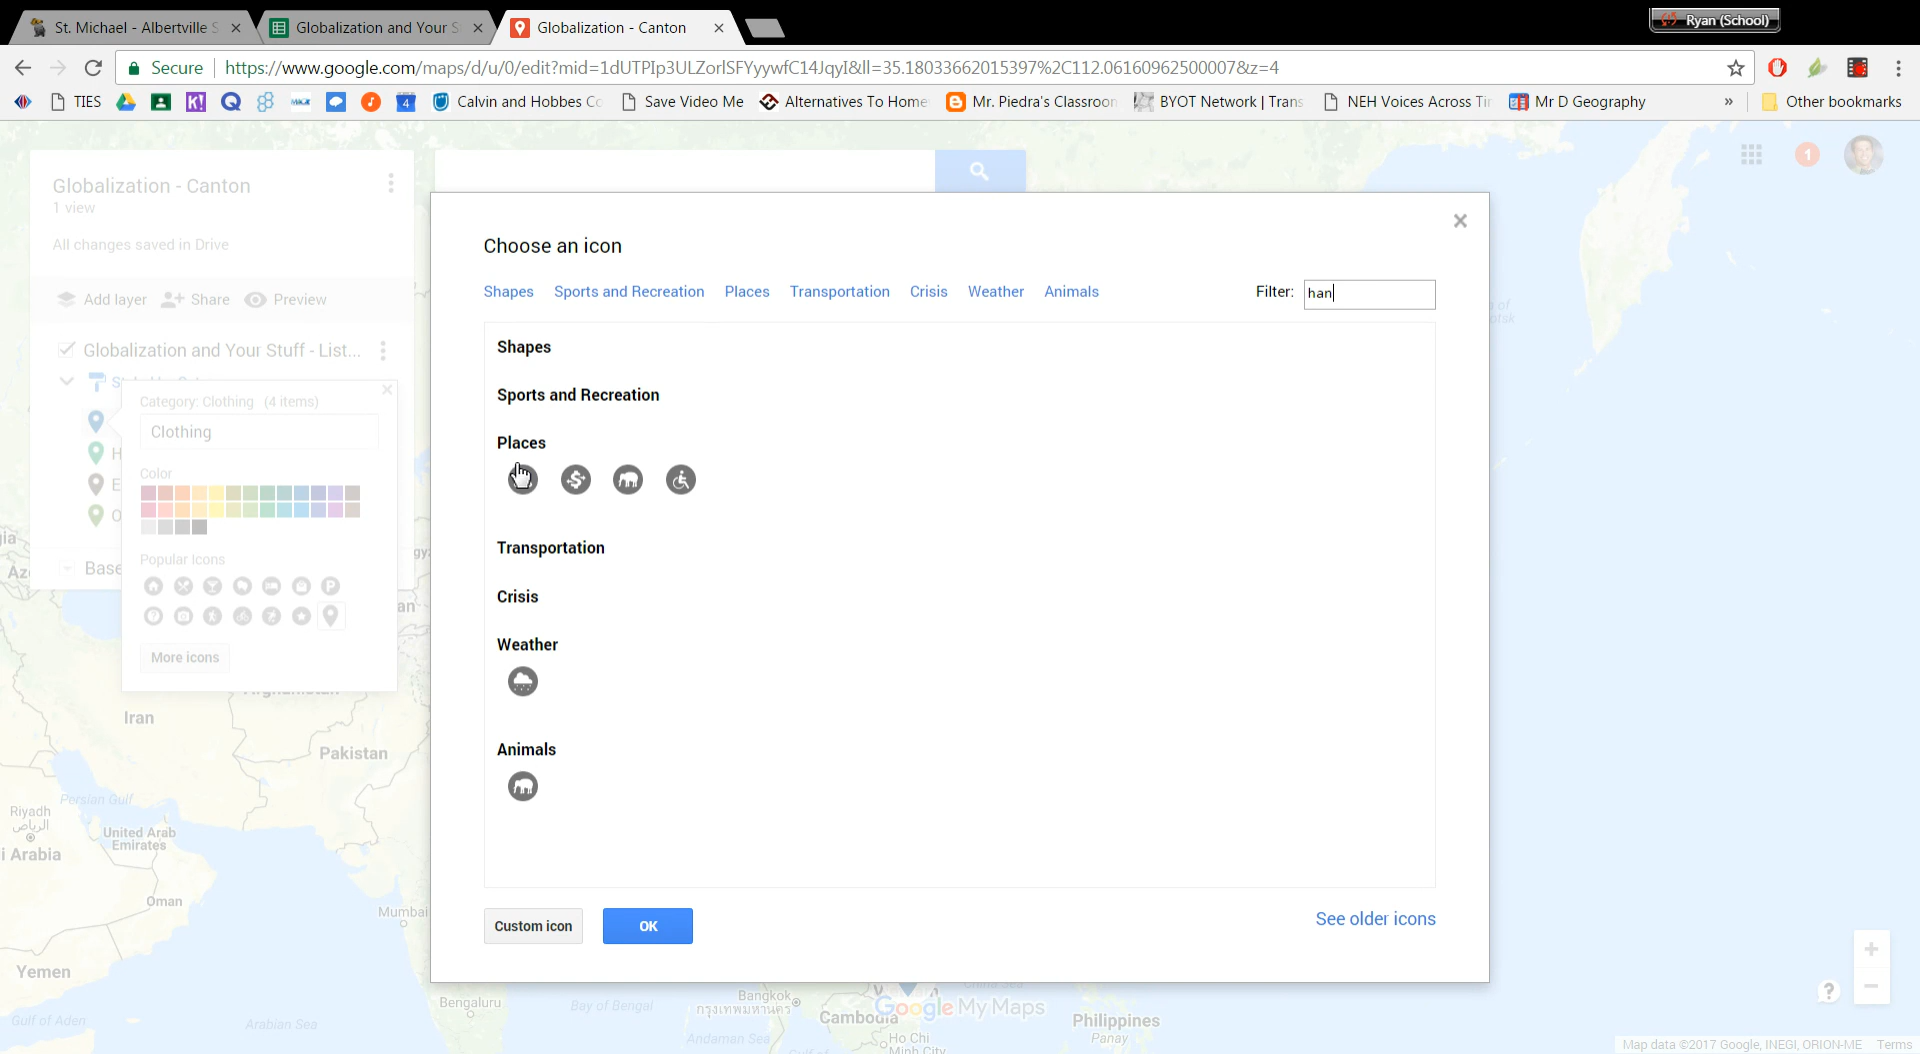 St. Michael - Albertville S
Globalization and Your S
Globalization - Canton
Ryan (School)
Secure
https://www.google.com/maps/d/u/0/edit?mid=1dUTPIp3ULZorlSFYyywfC14JqyI&ll=35.18033662015397%2C112.06160962500007&z=4
TIES
K!
4
Calvin and Hobbes Co
Save Video Me
Alternatives To Home
Mr. Piedra's Classroom
BYOT Network | Trans
NEH Voices Across Tim
Mr D Geography
»
Other bookmarks
Globalization - Canton
1 view
All changes saved in Drive
Add layer
Share
Preview
Globalization and Your Stuff - List...
Category: Clothing (4 items)
Clothing
H
E
O
Color
Base
Popular Icons
More icons
1
Choose an icon
Shapes
Sports and Recreation
Places
Transportation
Crisis
Weather
Animals
Filter:
han
Shapes
Sports and Recreation
Places
Transportation
Crisis
Weather
Animals
Custom icon
OK
See older icons
Iran
Pakistan
Persian Gulf
Riyadh
الرياض
United Arab
Emirates
i Arabia
Oman
Mumbai
Yemen
Gulf of Aden
Arabian Sea
Bengaluru
Bay of Bengal
Bangkok
กรุงเทพมหานคร
Andaman Sea
Cambodia
Google My Maps
Ho Chi
Minh City
Philippines
Panay
?
Map data ©2017 Google, INEGI, ORION-ME
Terms